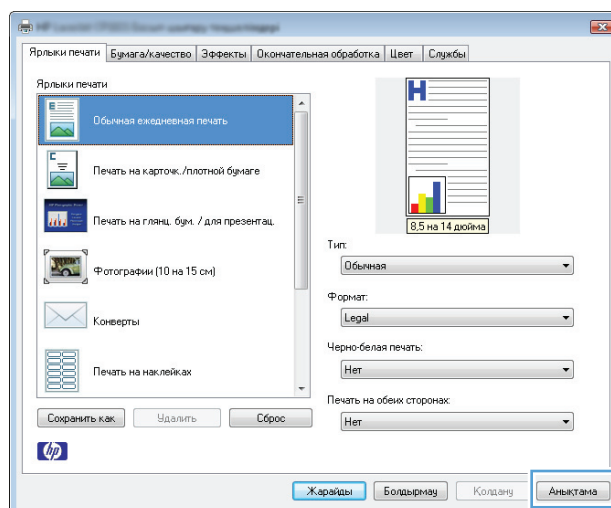 Ярлыки печати
Бумага/качество
Эффекты
Окончательная обработка
Цвет
Службы
Ярлыки печати
Обычная ежедневная печать
Печать на карточк./плотной бумаге
Печать на глянц. бум. / для презентац.
Фотографии (10 на 15 см)
Конверты
Печать на наклейках
Сохранить как
Удалить
Сброс
8,5 на 14 дюйма
Тип:
Обычная
Формат:
Legal
Черно-белая печать:
Нет
Печать на обеих сторонах:
Нет
hp
Жарайды
Болдырмау
Қолдану
Анықтама